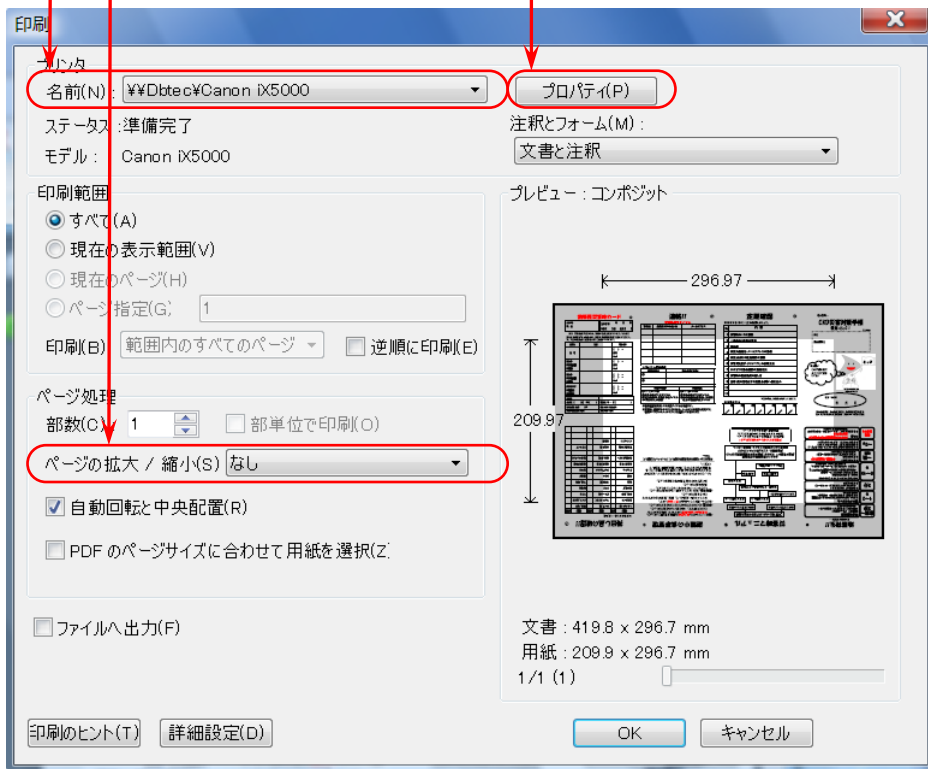 印刷
プリンタ
名前(N): ¥¥Dbtec¥Canon iX5000
プロパティ(P)
ステータス :準備完了
注釈とフォーム(M):
モデル: Canon iX5000
文書と注釈
印刷範囲
すべて(A)
現在の表示範囲(V)
現在のページ(H)
ページ指定(G) 1
印刷(B) 範囲内のすべてのページ
逆順に印刷(E)
プレビュー:コンポジット
296.97
209.97
ページ処理
部数(C) 1
部単位で印刷(O)
ページの拡大 / 縮小(S) なし
自動回転と中央配置(R)
PDF のページサイズに合わせて用紙を選択(Z)
ファイルへ出力(F)
文書 : 419.8 x 296.7 mm
用紙 : 209.9 x 296.7 mm
1/1 (1)
印刷のヒント(T)
詳細設定(D)
OK
キャンセル